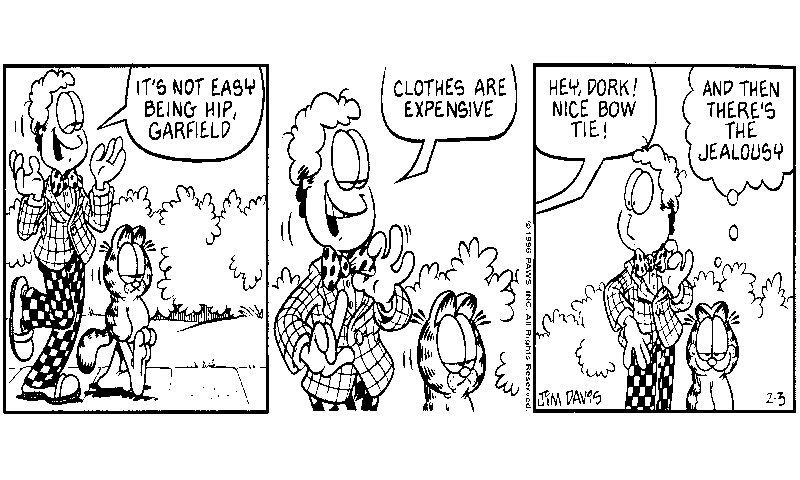 IT'S NOT EASY
BEING HIP,
GARFIELD
CLOTHES ARE
EXPENSIVE
© 1996 PAWS, INC. All Rights Reserved.
HEY, DORK!
NICE BOW
TIE!
AND THEN
THERE'S
THE
JEALOUSY
JIM DAVIS
2-3